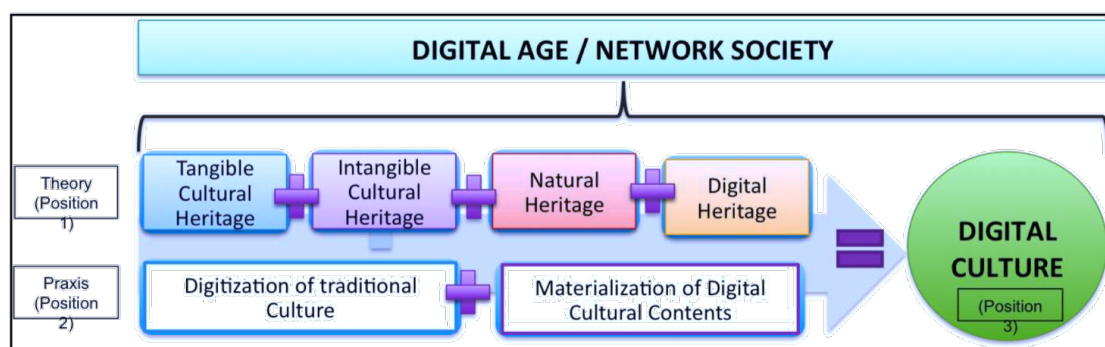 DIGITAL AGE / NETWORK SOCIETY
Theory
(Position
1)
Tangible
Cultural
Heritage
Intangible
Cultural
Heritage
Natural
Heritage
Digital
Heritage
DIGITAL
CULTURE
(Position
3)
Praxis
(Position
2)
Digitization of traditional
Culture
Materialization of Digital
Cultural Contents